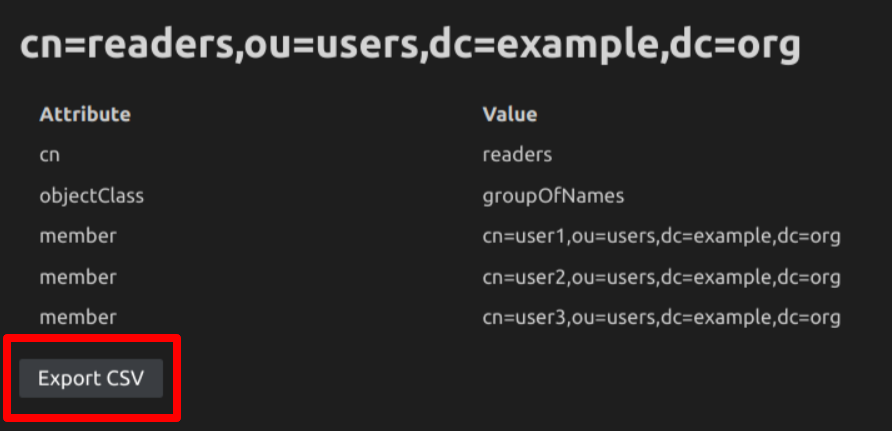 cn=readers,ou=users,dc=example,dc=org
Attribute Value
cn readers
objectClass groupOfNames
member cn=user1,ou=users,dc=example,dc=org
member cn=user2,ou=users,dc=example,dc=org
member cn=user3,ou=users,dc=example,dc=org
Export CSV